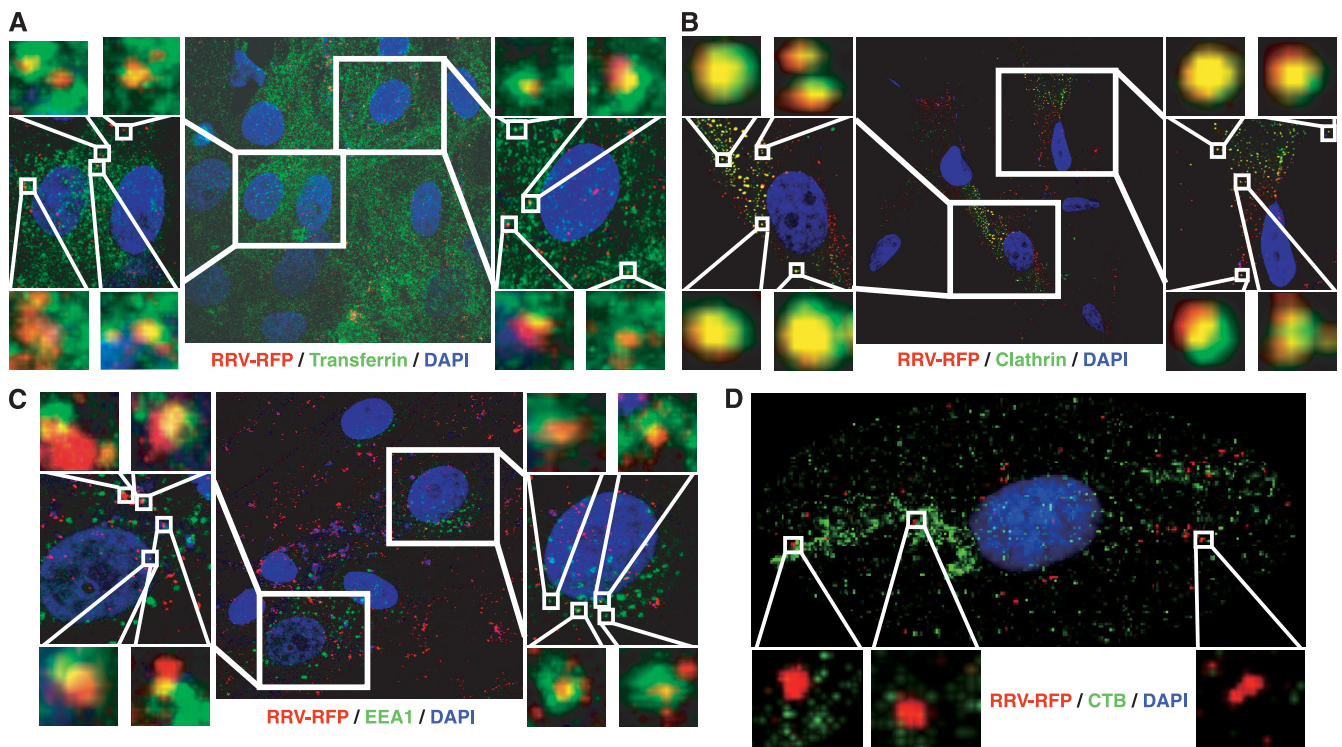 A
B
RRV-RFP / Transferrin / DAPI
RRV-RFP / Clathrin / DAPI
C
D
RRV-RFP / EEA1 / DAPI
RRV-RFP / CTB / DAPI